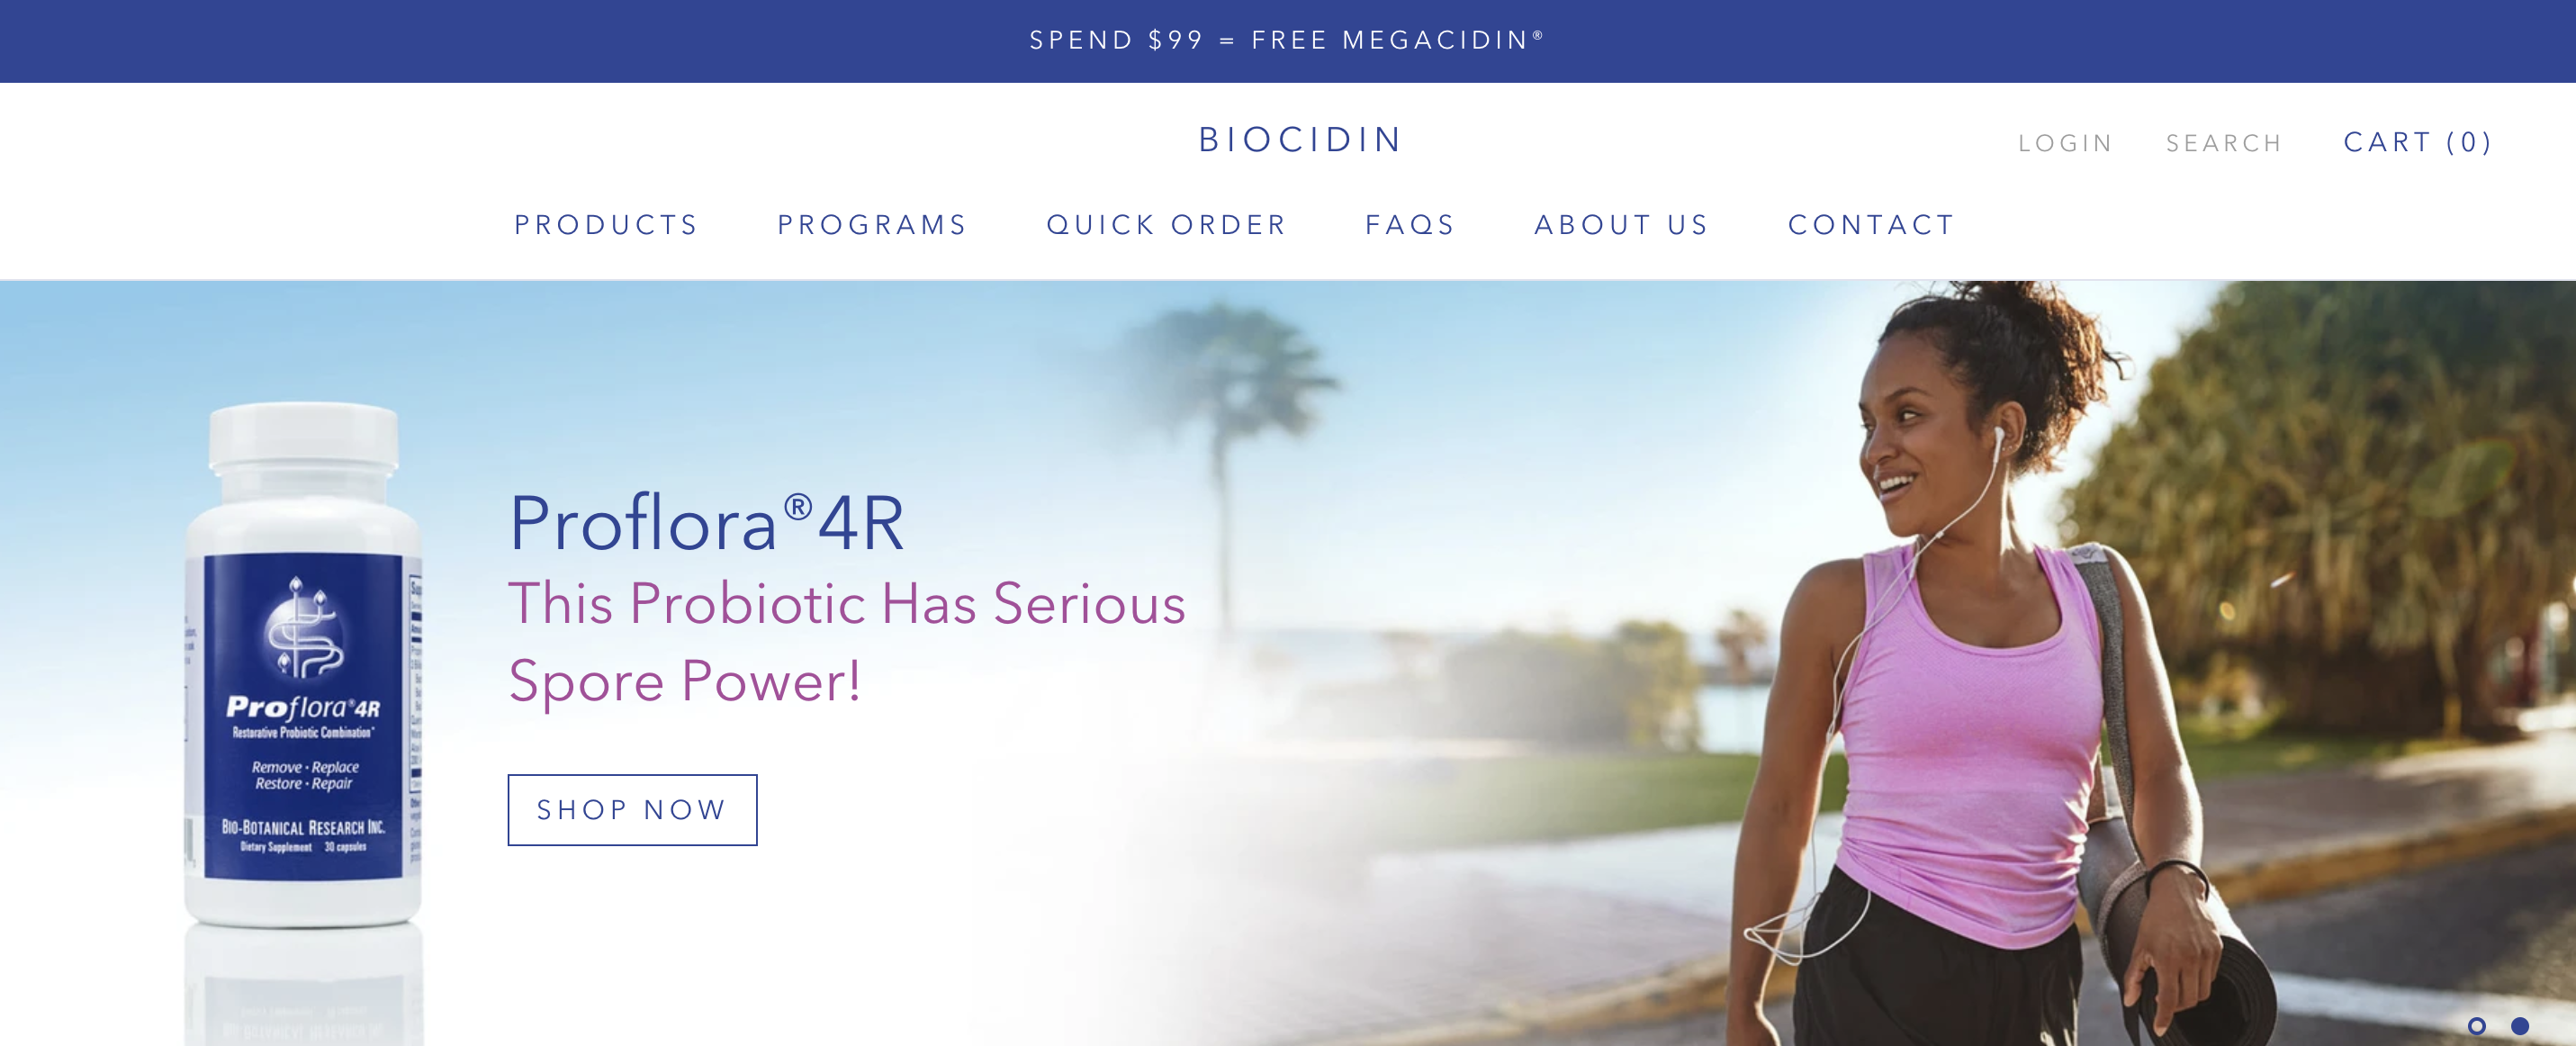 SPEND $99 = FREE MEGACIDIN®
BIOCIDIN
LOGIN SEARCH CART (0)
PRODUCTS PROGRAMS QUICK ORDER FAQS ABOUT US CONTACT
Proflora®4R
This Probiotic Has Serious
Spore Power!
SHOP NOW
Proflora®4R
Restorative Probiotic Combination™
Remove · Replace
Restore · Repair
BIO-BOTANICAL RESEARCH INC.
Dietary Supplement 30 capsules